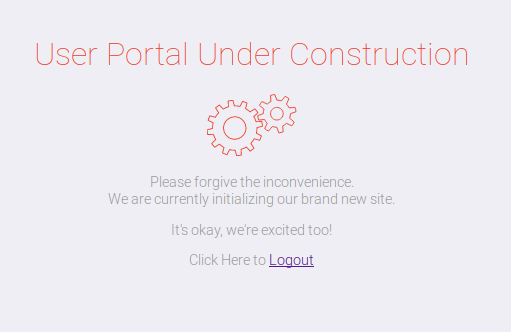 User Portal Under Construction
Please forgive the inconvenience.
We are currently initializing our brand new site.
It's okay, we're excited too!
Click Here to Logout